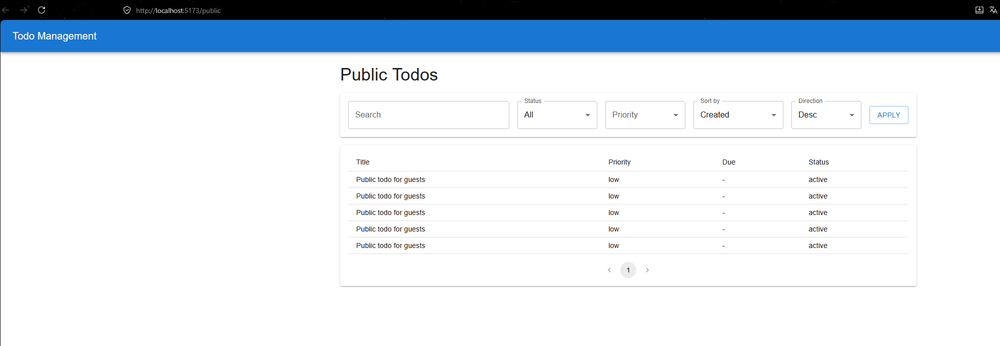 http://localhost:5173/public
Todo Management
Public Todos
Search
Status
All
Priority
Sort by
Created
Direction
Desc
APPLY
Title Priority Due Status
Public todo for guests low - active
Public todo for guests low - active
Public todo for guests low - active
Public todo for guests low - active
Public todo for guests low - active
1